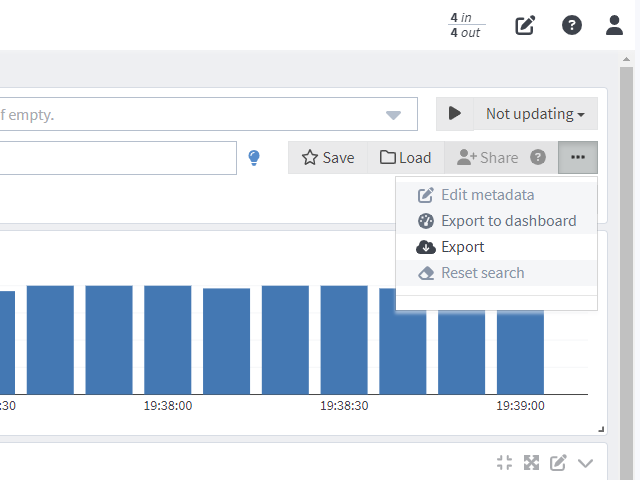 4 in
4 out
f empty.
Not updating
Save
Load
Share
Edit metadata
Export to dashboard
Export
Reset search
:30
19:38:00
19:38:30
19:39:00